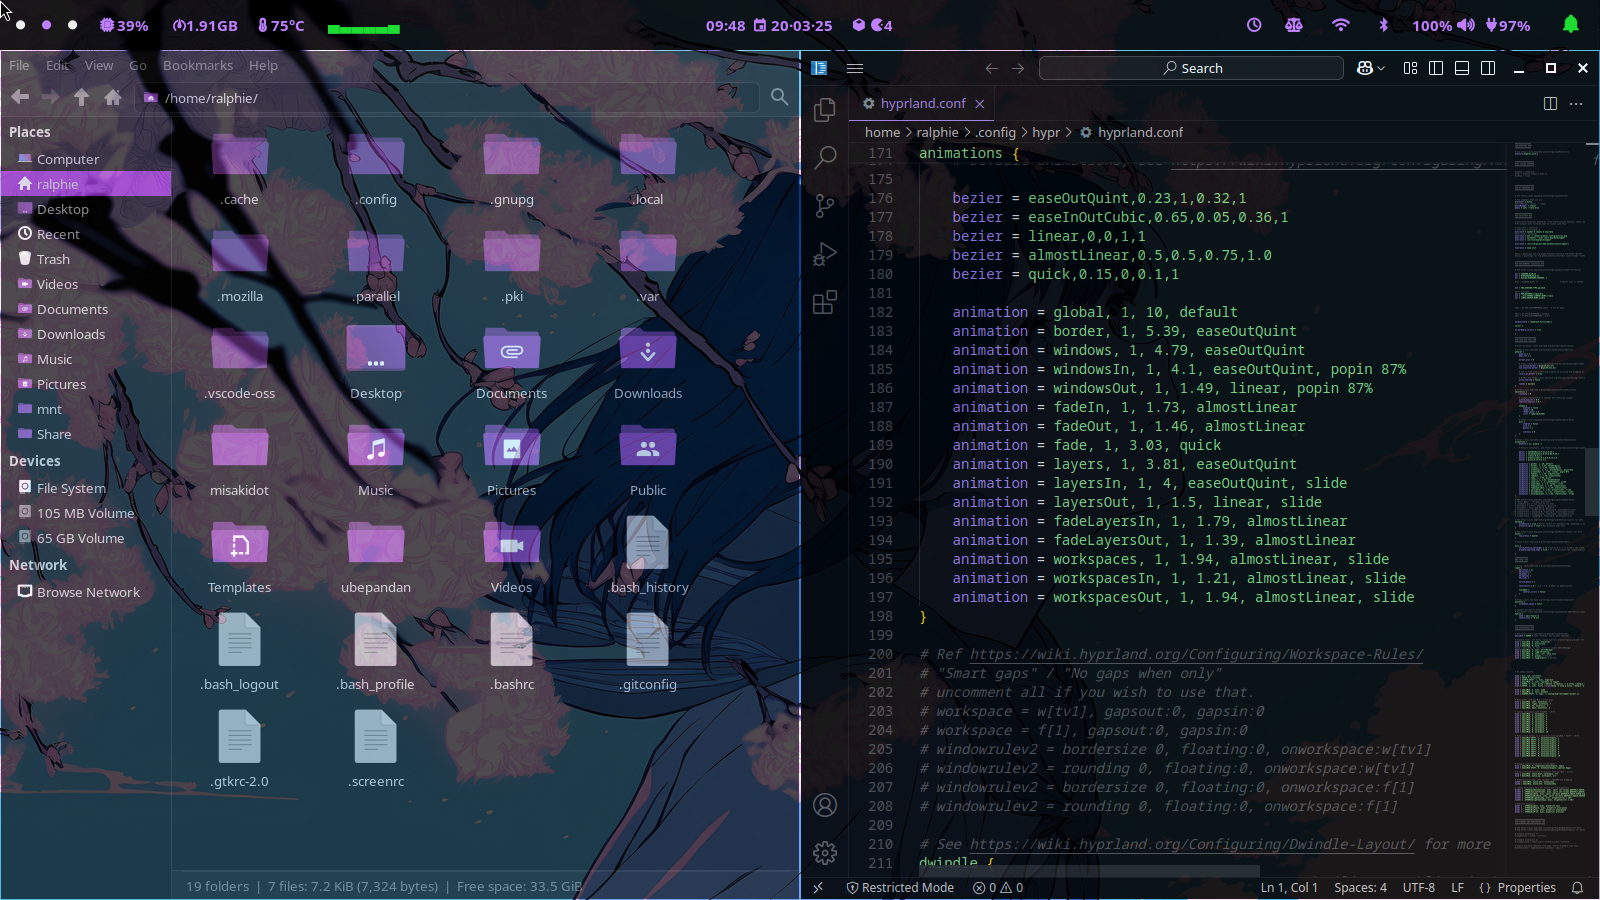 39% 1.91GB 75°C 09:48 20·03·25 4 100% 97%
File Edit View Go Bookmarks Help
/home/ralphie/
Places
Computer
ralphie
Desktop
Recent
Trash
Videos
Documents
Downloads
Music
Pictures
mnt
Share
Devices
File System
105 MB Volume
65 GB Volume
Network
Browse Network
.cache .config .gnupg .local
.mozilla .parallel .pki .var
.vscode-oss Desktop Documents Downloads
misakidot Music Pictures Public
Templates ubepandan Videos .bash_history
.bash_logout .bash_profile .bashrc .gitconfig
.gtkrc-2.0 .screenrc
19 folders | 7 files: 7.2 KiB (7,324 bytes) | Free space: 33.5 GiB
Search
hyprland.conf
home > ralphie > .config > hypr > hyprland.conf
171 animations {
175
176 bezier = easeOutQuint,0.23,1,0.32,1
177 bezier = easeInOutCubic,0.65,0.05,0.36,1
178 bezier = linear,0,0,1,1
179 bezier = almostLinear,0.5,0.5,0.75,1.0
180 bezier = quick,0.15,0,0.1,1
181
182 animation = global, 1, 10, default
183 animation = border, 1, 5.39, easeOutQuint
184 animation = windows, 1, 4.79, easeOutQuint
185 animation = windowsIn, 1, 4.1, easeOutQuint, popin 87%
186 animation = windowsOut, 1, 1.49, linear, popin 87%
187 animation = fadeIn, 1, 1.73, almostLinear
188 animation = fadeOut, 1, 1.46, almostLinear
189 animation = fade, 1, 3.03, quick
190 animation = layers, 1, 3.81, easeOutQuint
191 animation = layersIn, 1, 4, easeOutQuint, slide
192 animation = layersOut, 1, 1.5, linear, slide
193 animation = fadeLayersIn, 1, 1.79, almostLinear
194 animation = fadeLayersOut, 1, 1.39, almostLinear
195 animation = workspaces, 1, 1.94, almostLinear, slide
196 animation = workspacesIn, 1, 1.21, almostLinear, slide
197 animation = workspacesOut, 1, 1.94, almostLinear, slide
198 }
199
200 # Ref https://wiki.hyprland.org/Configuring/Workspace-Rules/
201 # "Smart gaps" / "No gaps when only"
202 # uncomment all if you wish to use that.
203 # workspace = w[tv1], gapsout:0, gapsin:0
204 # workspace = f[1], gapsout:0, gapsin:0
205 # windowrulev2 = bordersize 0, floating:0, onworkspace:w[tv1]
206 # windowrulev2 = rounding 0, floating:0, onworkspace:w[tv1]
207 # windowrulev2 = bordersize 0, floating:0, onworkspace:f[1]
208 # windowrulev2 = rounding 0, floating:0, onworkspace:f[1]
209
210 # See https://wiki.hyprland.org/Configuring/Dwindle-Layout/ for more
211 dwindle {
Restricted Mode 0 0 Ln 1, Col 1 Spaces: 4 UTF-8 LF {} Properties